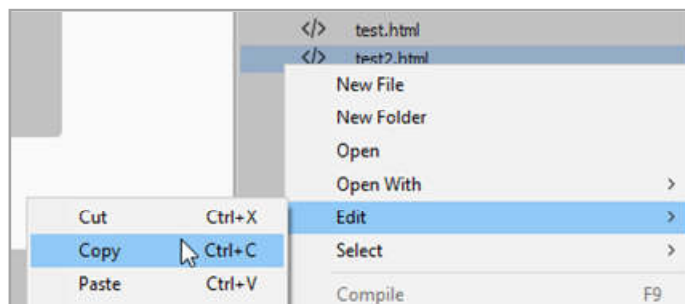 test.html
test2.html
New File
New Folder
Open
Open With
Edit
Select
Compile F9
Cut Ctrl+X
Copy Ctrl+C
Paste Ctrl+V